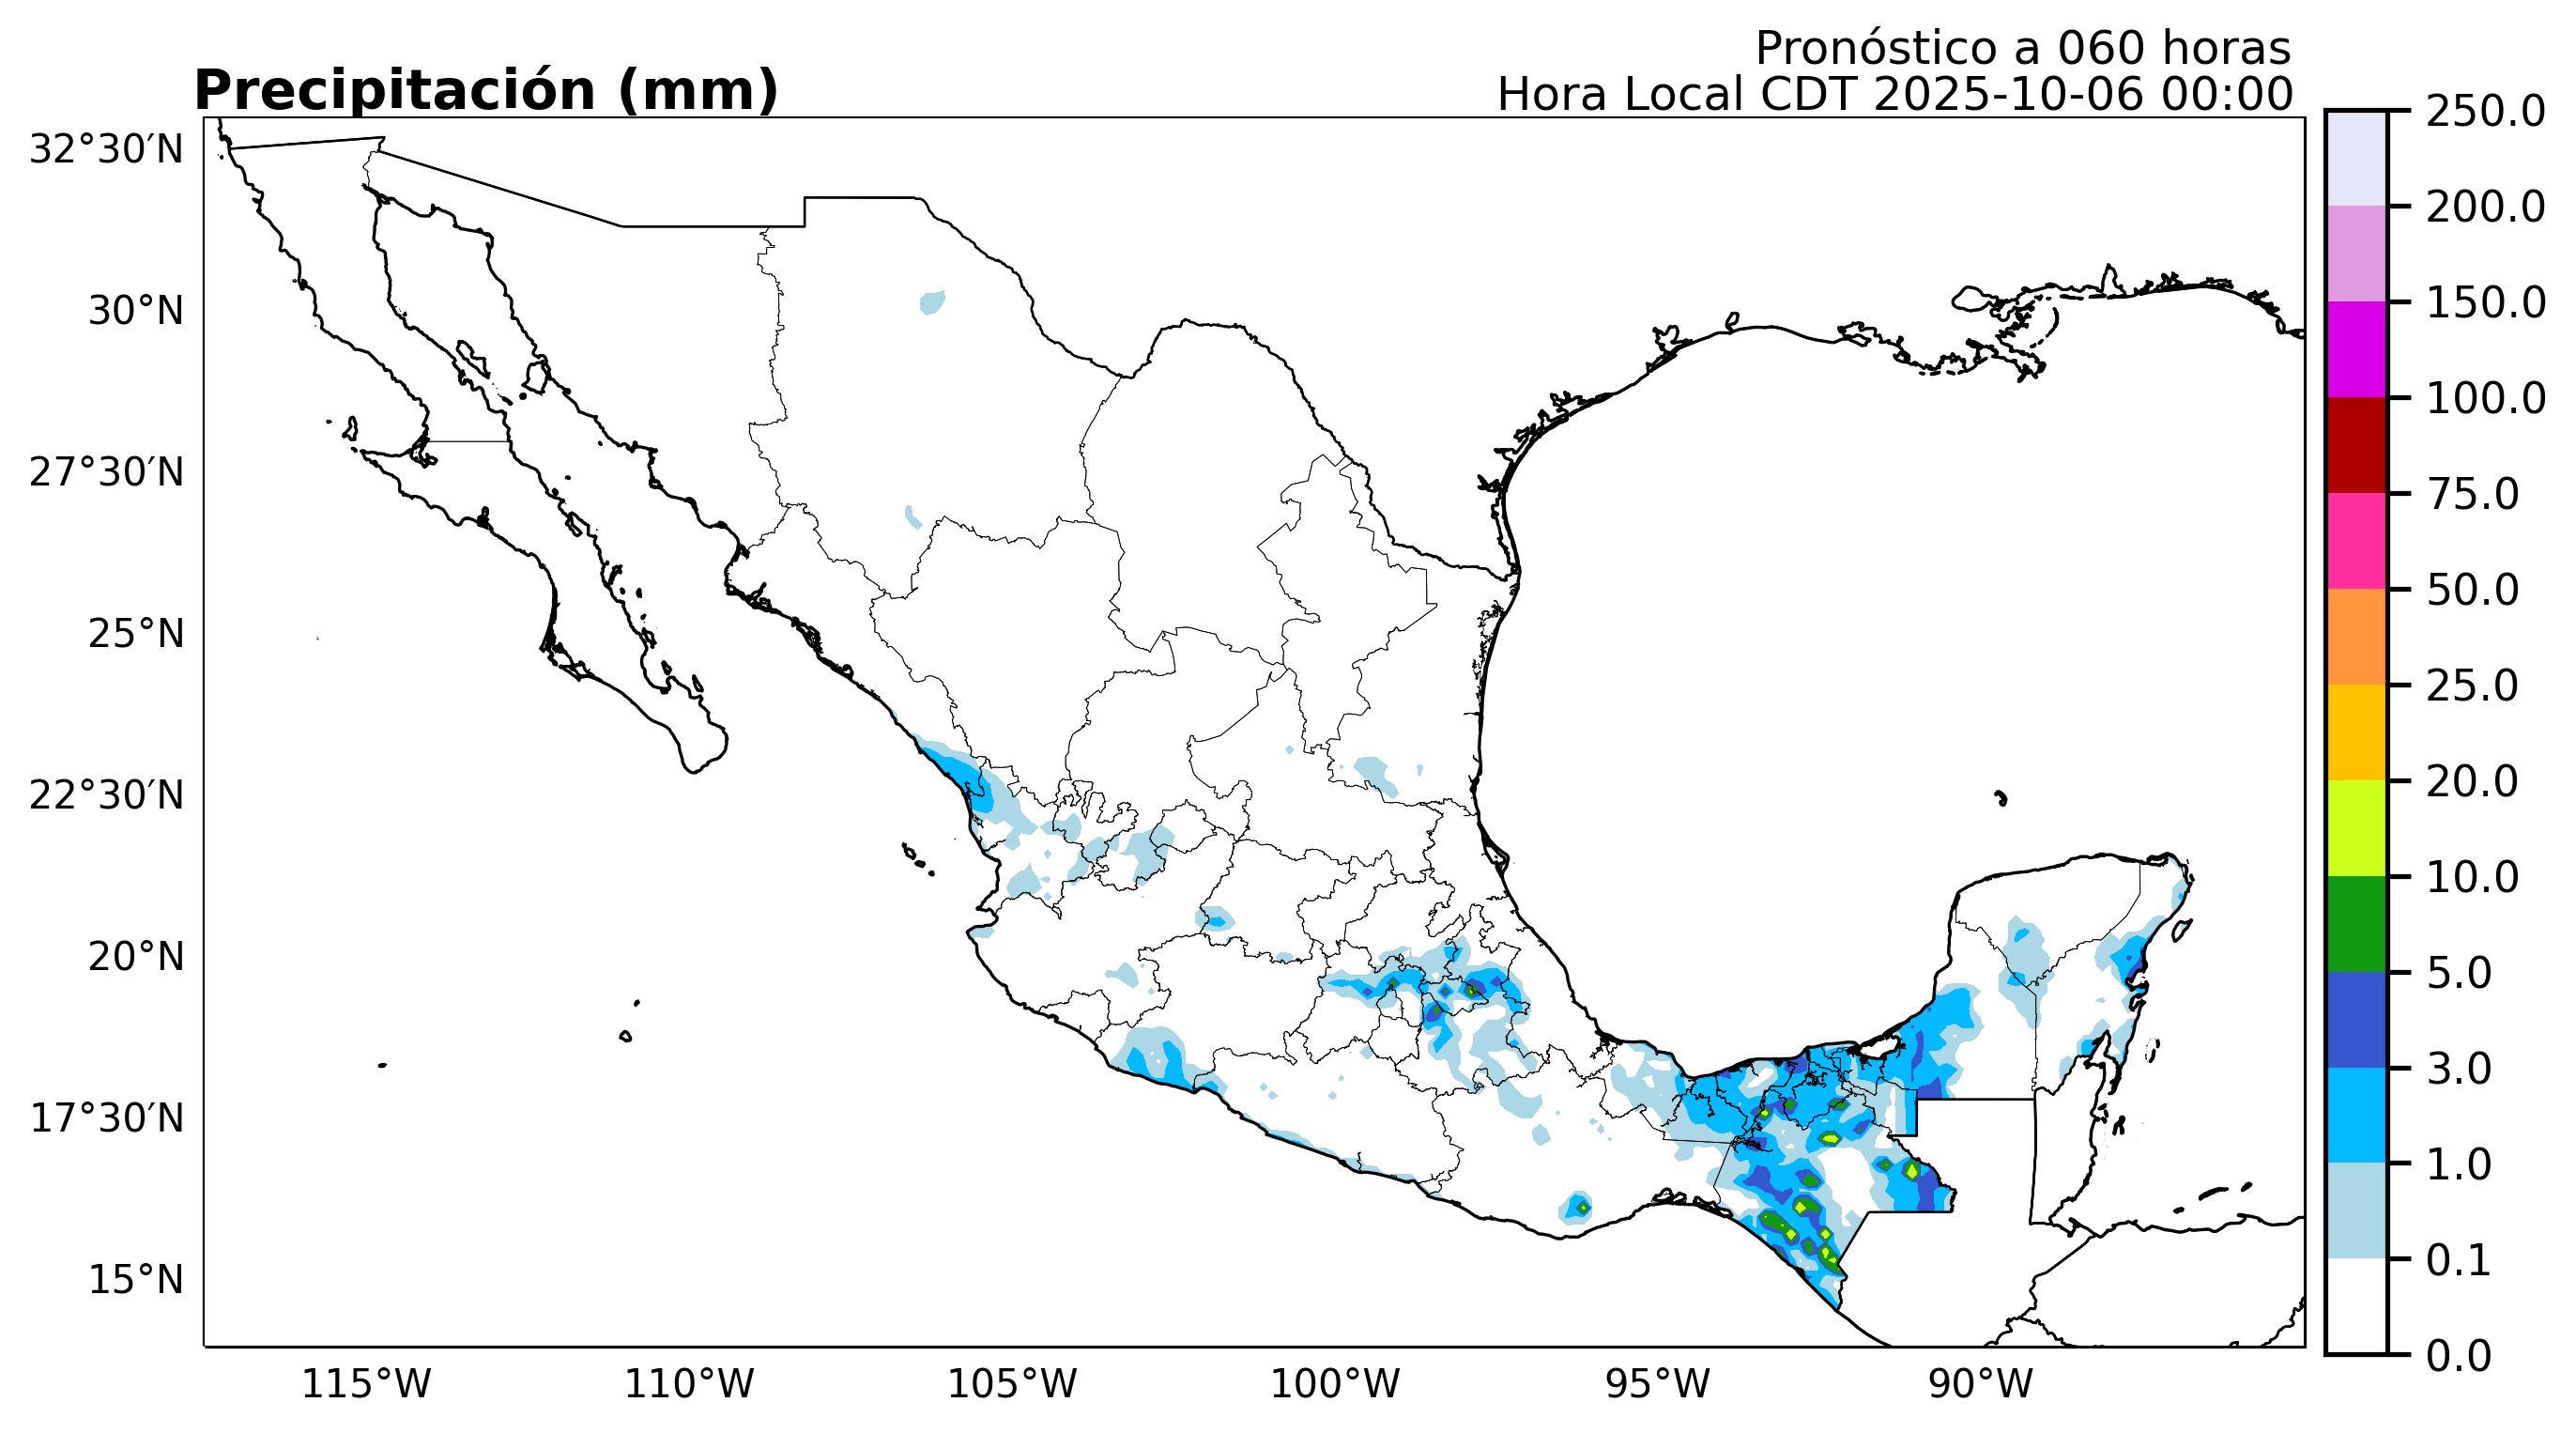 Pronóstico a 060 horas
Precipitación (mm)
Hora Local CDT 2025-10-06 00:00
32°30′N
30°N
27°30′N
25°N
22°30′N
20°N
17°30′N
15°N
115°W
110°W
105°W
100°W
95°W
90°W
250.0
200.0
150.0
100.0
75.0
50.0
25.0
20.0
10.0
5.0
3.0
1.0
0.1
0.0